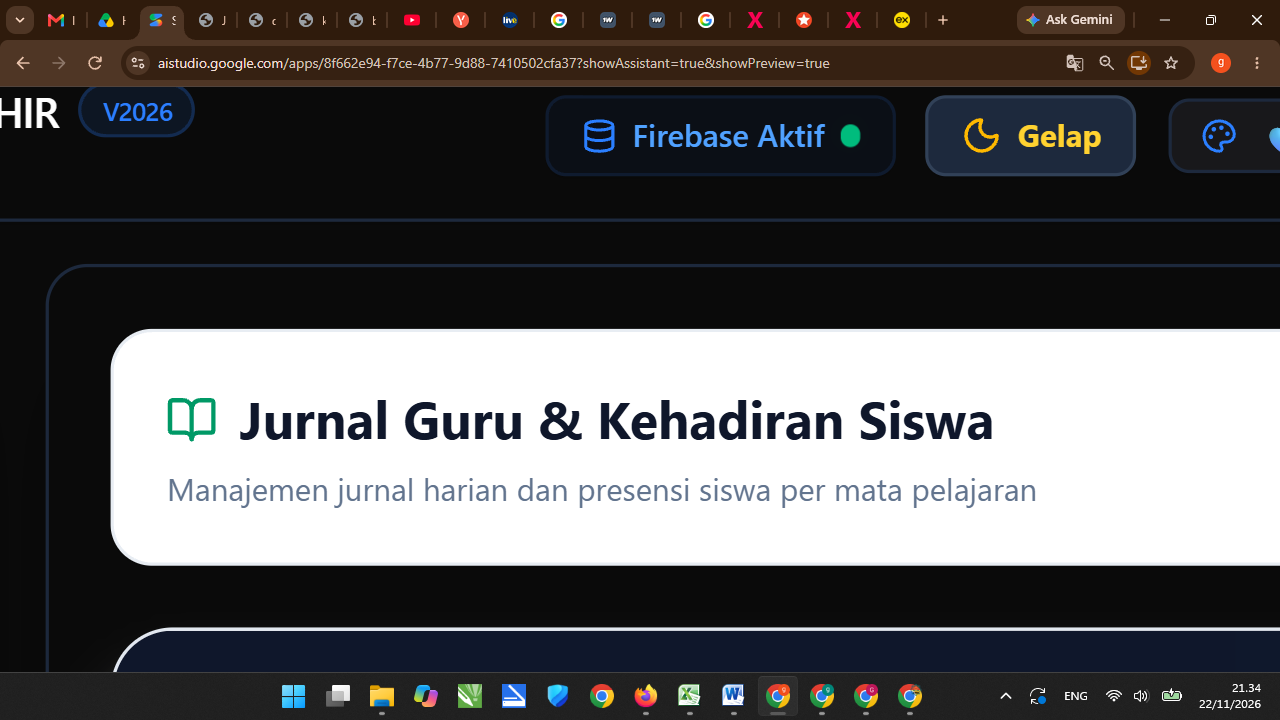 Ask Gemini
aistudio.google.com/apps/8f662e94-f7ce-4b77-9d88-7410502cfa37?showAssistant=true&showPreview=true
HIR
V2026
Firebase Aktif
Gelap
Jurnal Guru & Kehadiran Siswa
Manajemen jurnal harian dan presensi siswa per mata pelajaran
ENG
21.34
22/11/2026